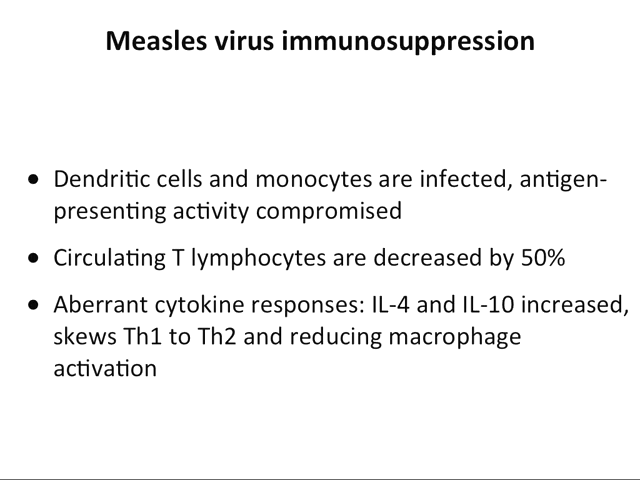 Measles virus immunosuppression
• Dendritic cells and monocytes are infected, antigen-
presenting activity compromised
• Circulating T lymphocytes are decreased by 50%
• Aberrant cytokine responses: IL-4 and IL-10 increased,
skews Th1 to Th2 and reducing macrophage
activation